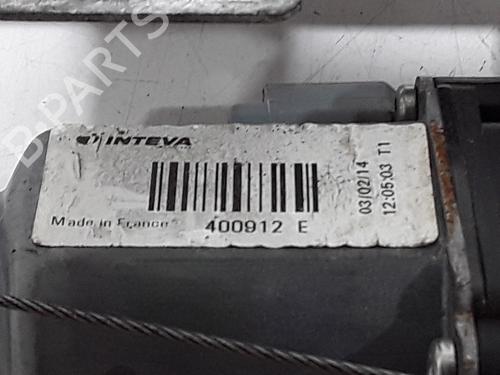 B-PARTS
INTEVA
Made in France
400912 E
03/02/14
12:05:03 T1